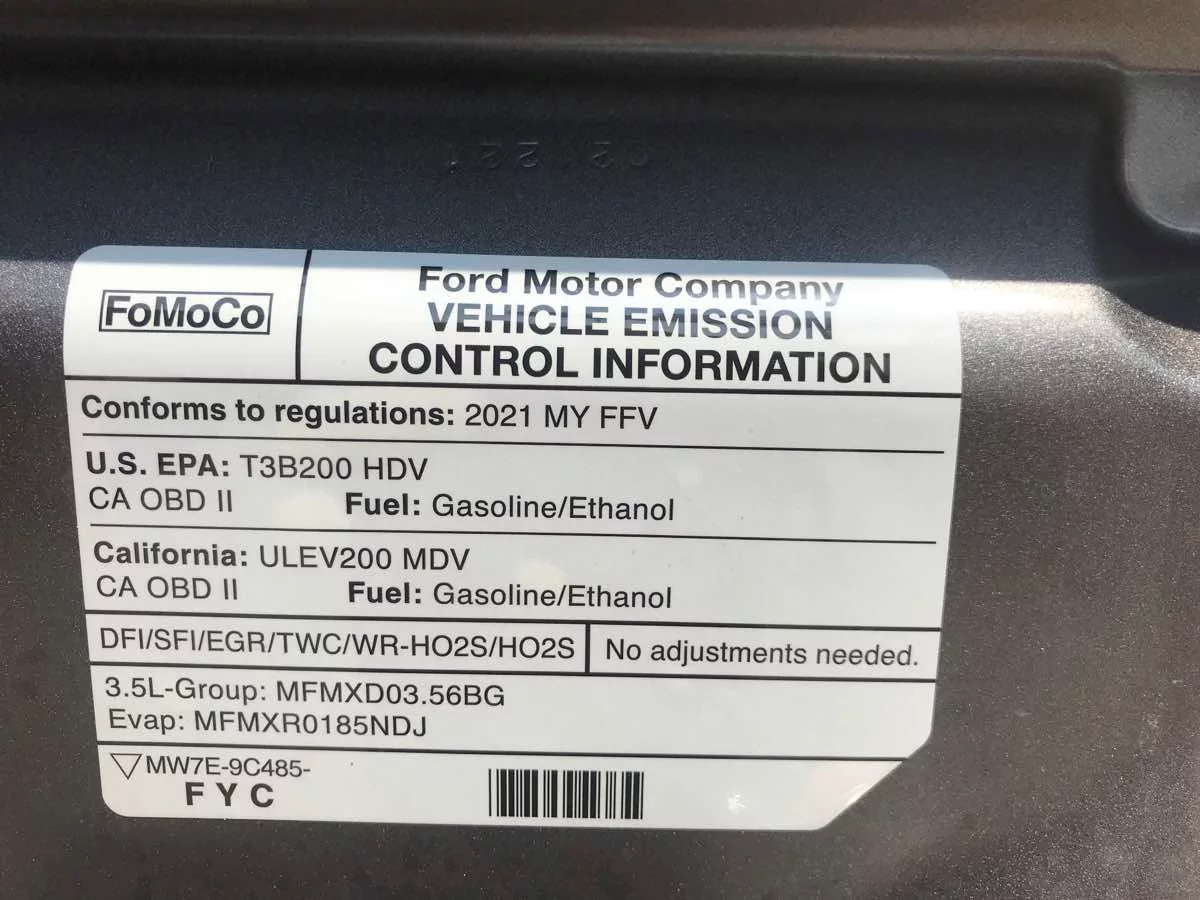 FoMoCo
Ford Motor Company
VEHICLE EMISSION
CONTROL INFORMATION
Conforms to regulations: 2021 MY FFV
U.S. EPA: T3B200 HDV
CA OBD II Fuel: Gasoline/Ethanol
California: ULEV200 MDV
CA OBD II Fuel: Gasoline/Ethanol
DFI/SFI/EGR/TWC/WR-HO2S/HO2S No adjustments needed.
3.5L-Group: MFMXD03.56BG
Evap: MFMXR0185NDJ
MW7E-9C485-
F Y C